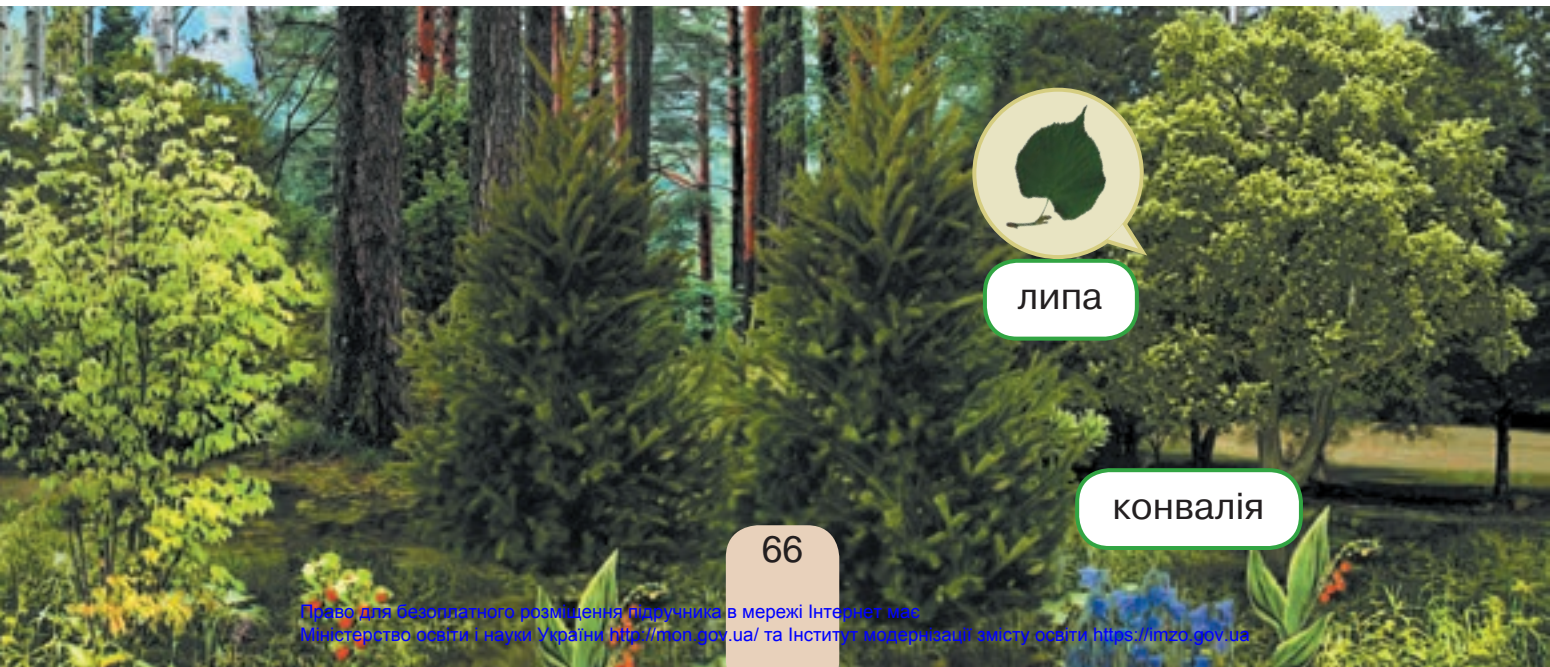 липа
конвалія
66
Право для безоплатного розміщення підручника в мережі Інтернет має
Міністерство освіти і науки України http://mon.gov.ua/ та Інститут модернізації змісту освіти https://imzo.gov.ua